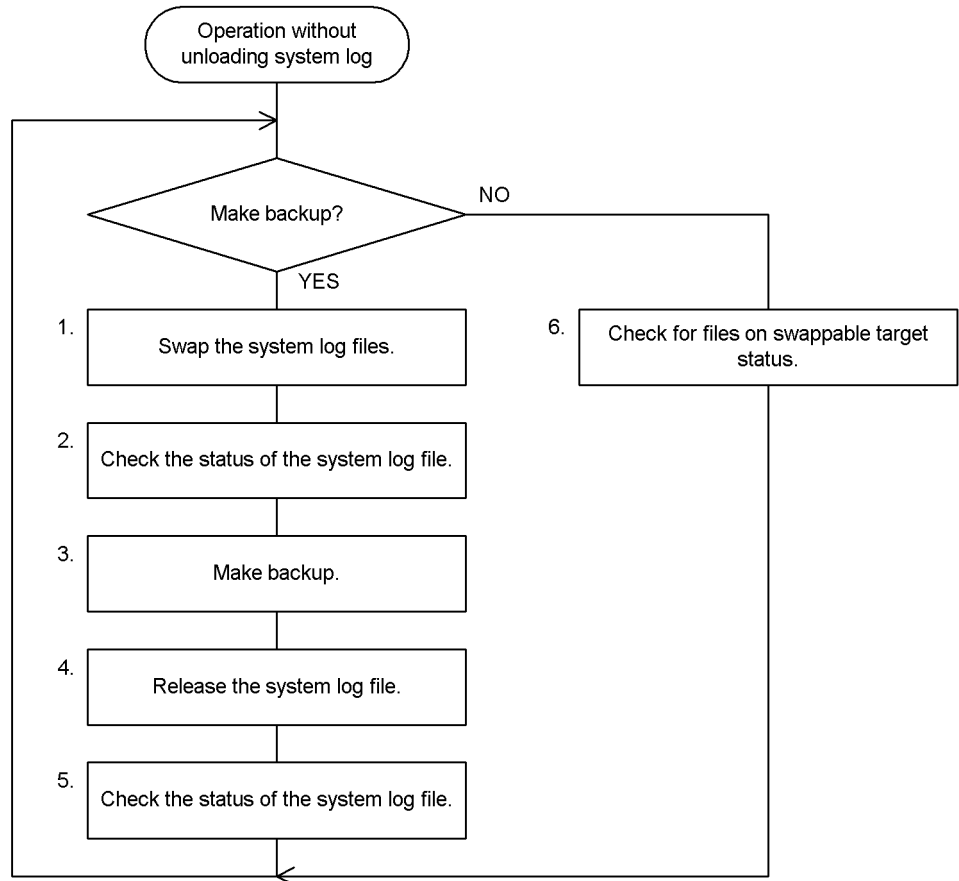 Operation without
unloading system log
Make backup?
NO
YES
1.
Swap the system log files.
6.
Check for files on swappable target
status.
2.
Check the status of the system log file.
3.
Make backup.
4.
Release the system log file.
5.
Check the status of the system log file.